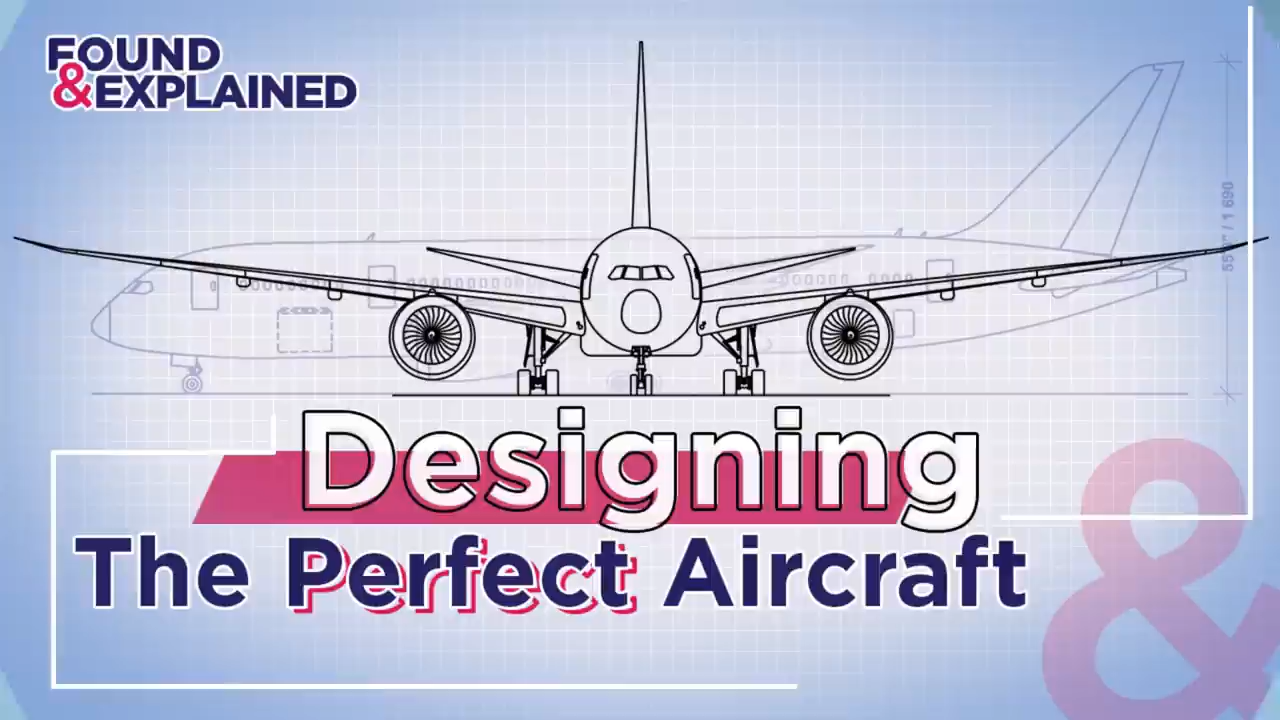 FOUND
&EXPLAINED
Designing
The Perfect Aircraft
&